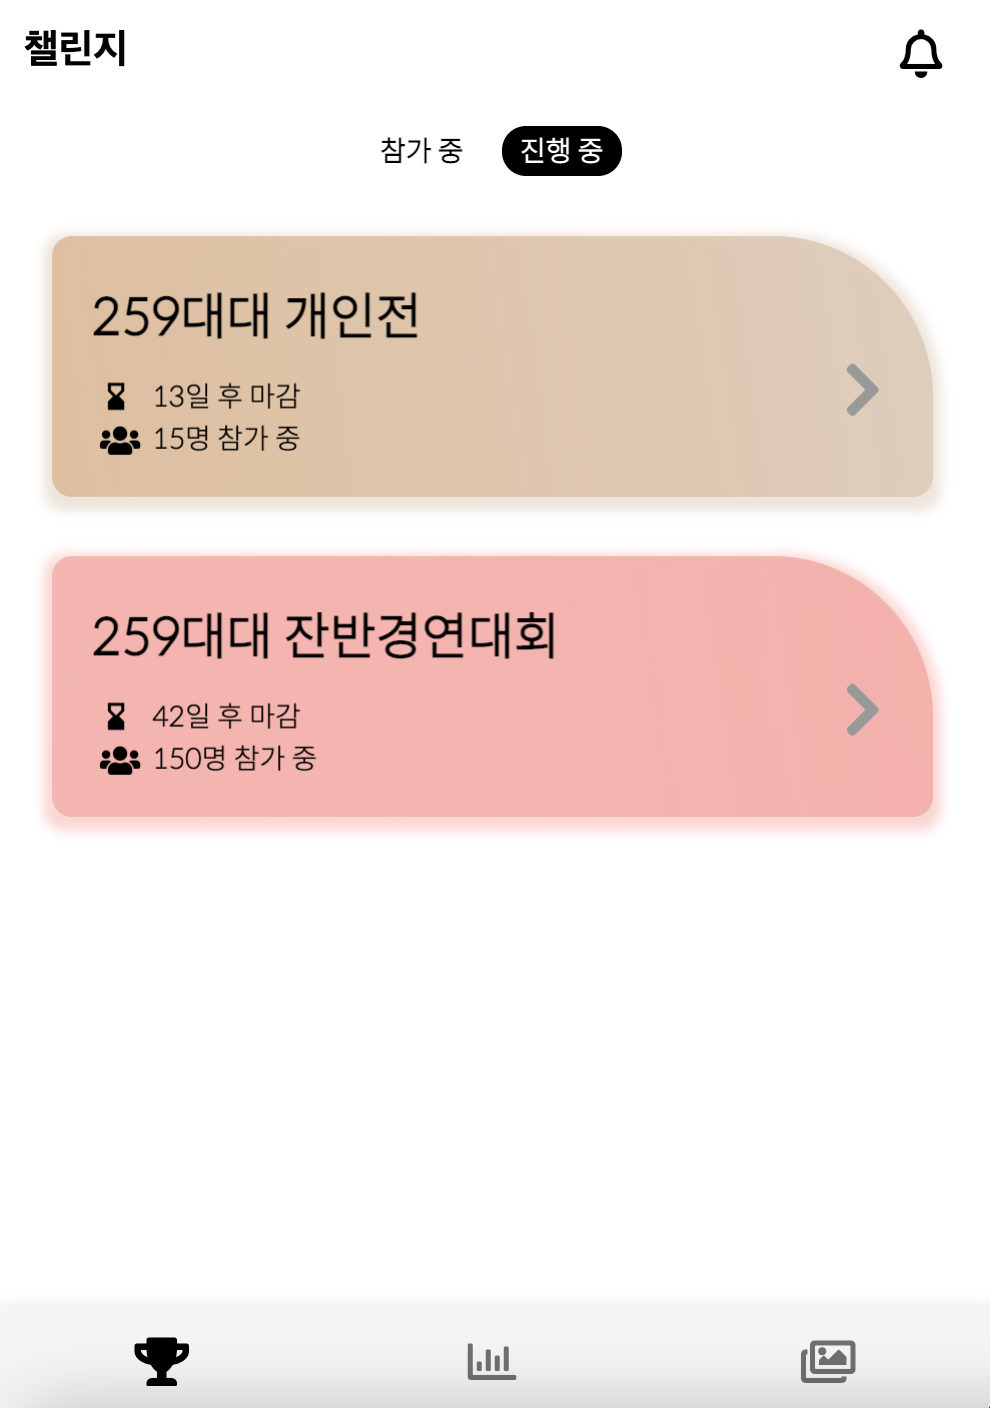 챌린지
참가 중 진행 중
259대대 개인전
13일 후 마감
15명 참가 중
259대대 잔반경연대회
42일 후 마감
150명 참가 중